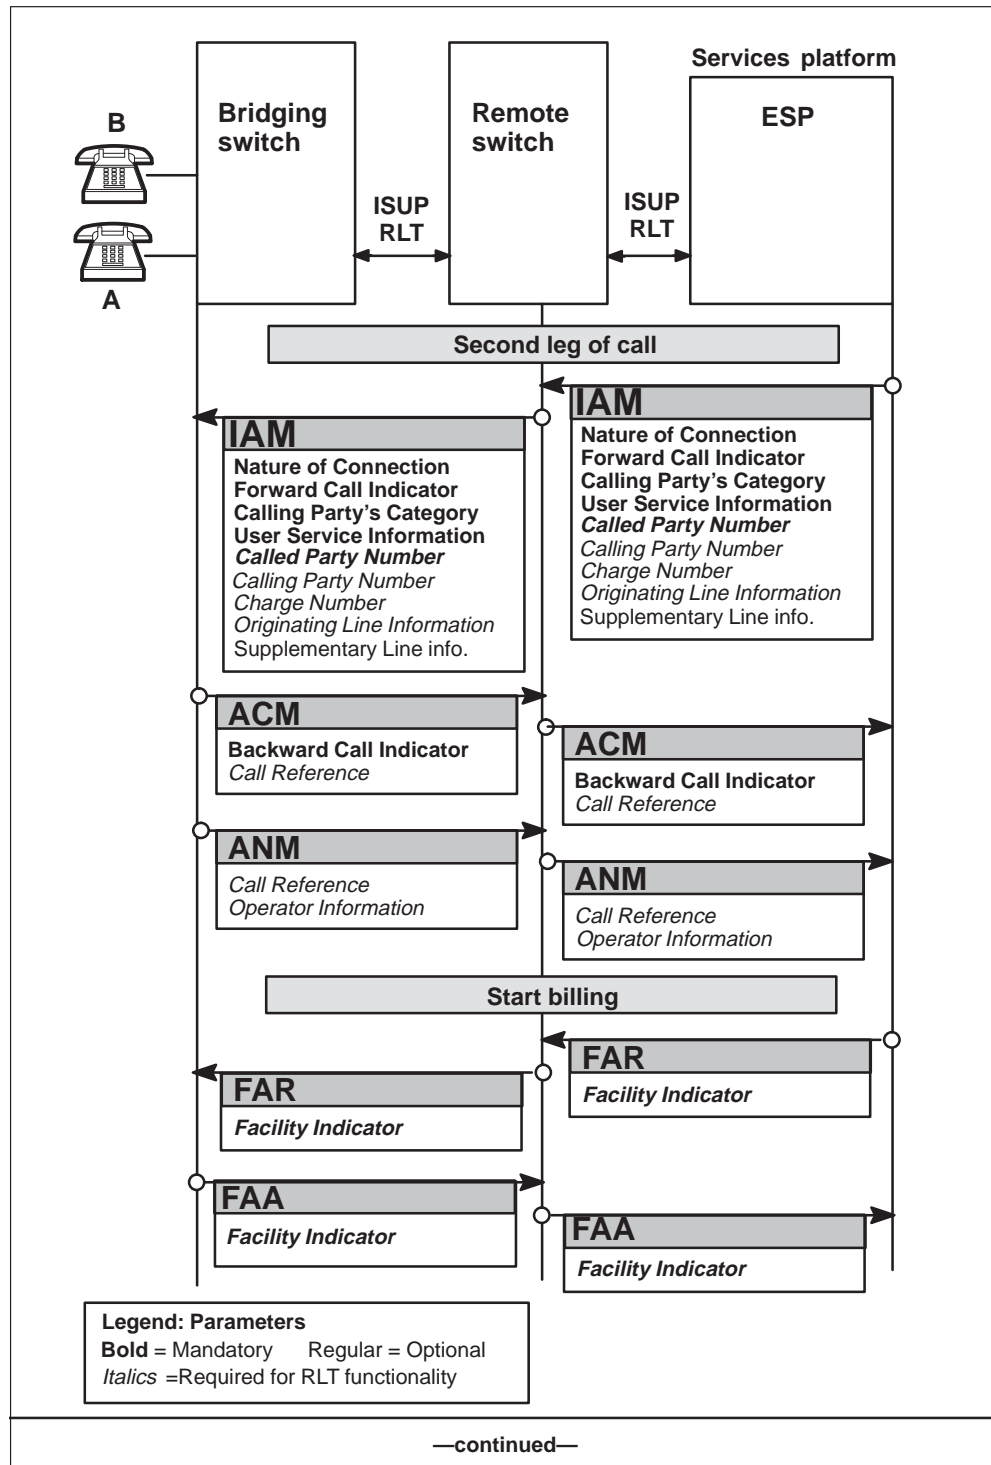 Services platform
Bridging
switch
Remote
switch
ESP
B
A
ISUP
RLT
ISUP
RLT
Second leg of call
IAM
Nature of Connection
Forward Call Indicator
Calling Party's Category
User Service Information
Called Party Number
Calling Party Number
Charge Number
Originating Line Information
Supplementary Line info.
IAM
Nature of Connection
Forward Call Indicator
Calling Party's Category
User Service Information
Called Party Number
Calling Party Number
Charge Number
Originating Line Information
Supplementary Line info.
ACM
Backward Call Indicator
Call Reference
ACM
Backward Call Indicator
Call Reference
ANM
Call Reference
Operator Information
ANM
Call Reference
Operator Information
Start billing
FAR
Facility Indicator
FAR
Facility Indicator
FAA
Facility Indicator
FAA
Facility Indicator
Legend: Parameters
Bold = Mandatory Regular = Optional
Italics =Required for RLT functionality
—continued—